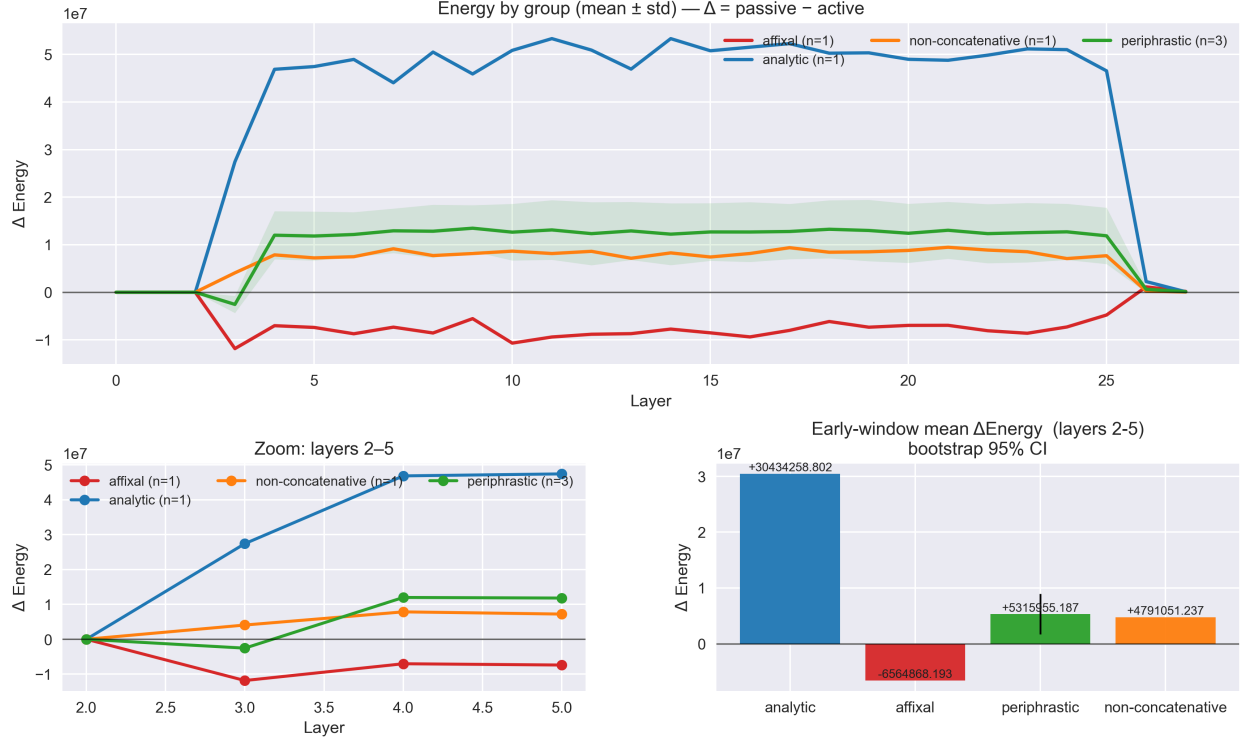 Energy by group (mean ± std) — Δ = passive − active
1e7
affixal (n=1) non-concatenative (n=1) periphrastic (n=3)
analytic (n=1)
5
4
3
2
1
0
−1
Δ Energy
0 5 10 15 20 25
Layer
Zoom: layers 2–5
1e7
affixal (n=1) non-concatenative (n=1) periphrastic (n=3)
analytic (n=1)
5
4
3
2
1
0
−1
Δ Energy
2.0 2.5 3.0 3.5 4.0 4.5 5.0
Layer
Early-window mean ΔEnergy (layers 2-5)
bootstrap 95% CI
1e7
+30434258.802
3
2
1
0
Δ Energy
+5315955.187
+4791051.237
-6564868.193
analytic affixal periphrastic non-concatenative